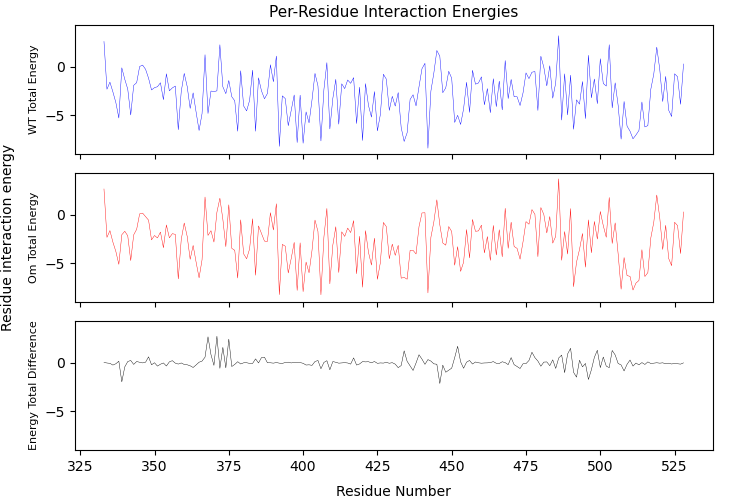 Per-Residue Interaction Energies
Residue interaction energy
WT Total Energy
0
−5
Om Total Energy
0
−5
Energy Total Difference
0
−5
325 350 375 400 425 450 475 500 525
Residue Number